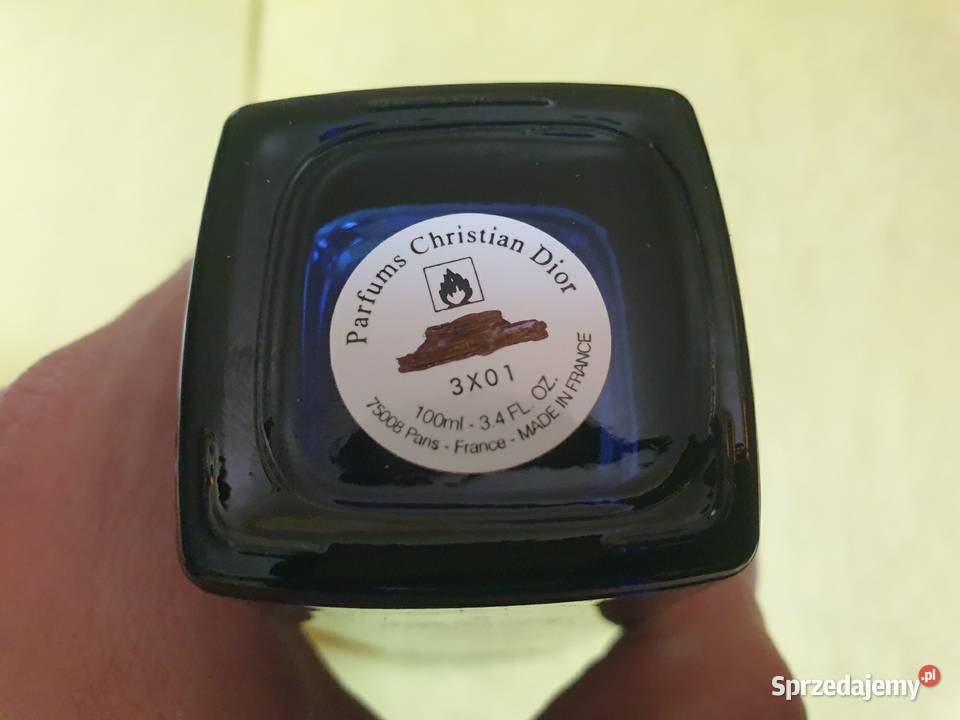 Parfums Christian Dior
3X01
100ml - 3.4 FL. OZ.
75008 Paris - France - MADE IN FRANCE
Sprzedajemy.pl